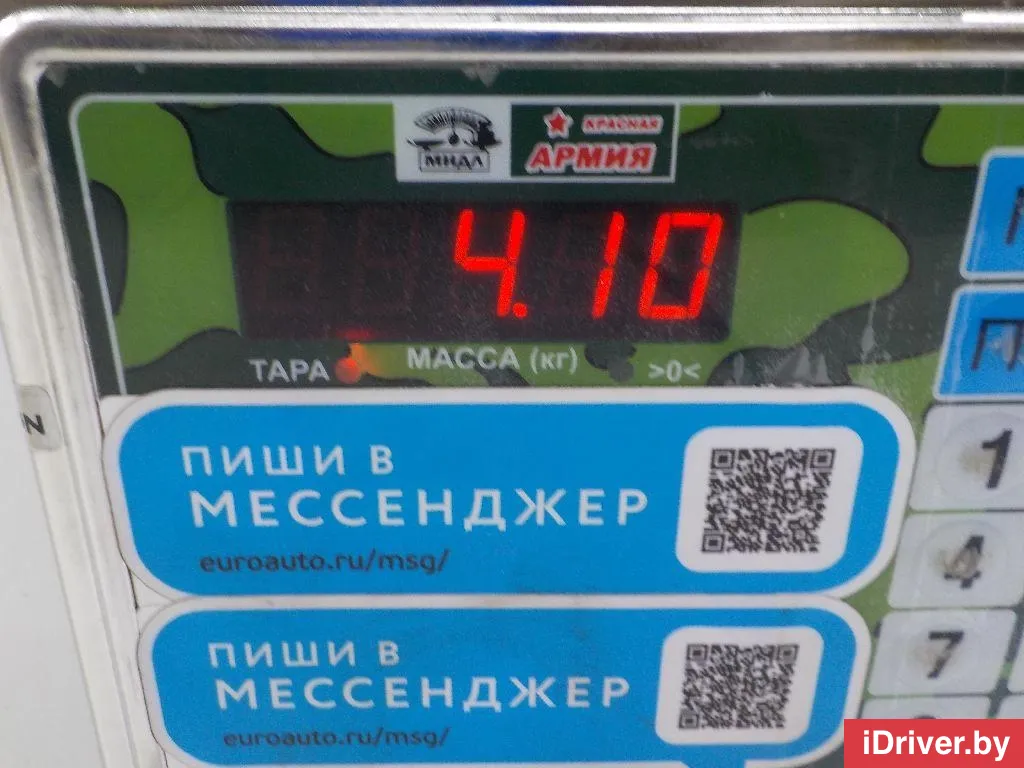 МИДЛ
КРАСНАЯ
АРМИЯ
4.10
ТАРА
МАССА (кг)
>0<
ПИШИ В
МЕССЕНДЖЕР
euroauto.ru/msg/
ПИШИ В
МЕССЕНДЖЕР
euroauto.ru/msg/
N
1
4
7
iDriver.by